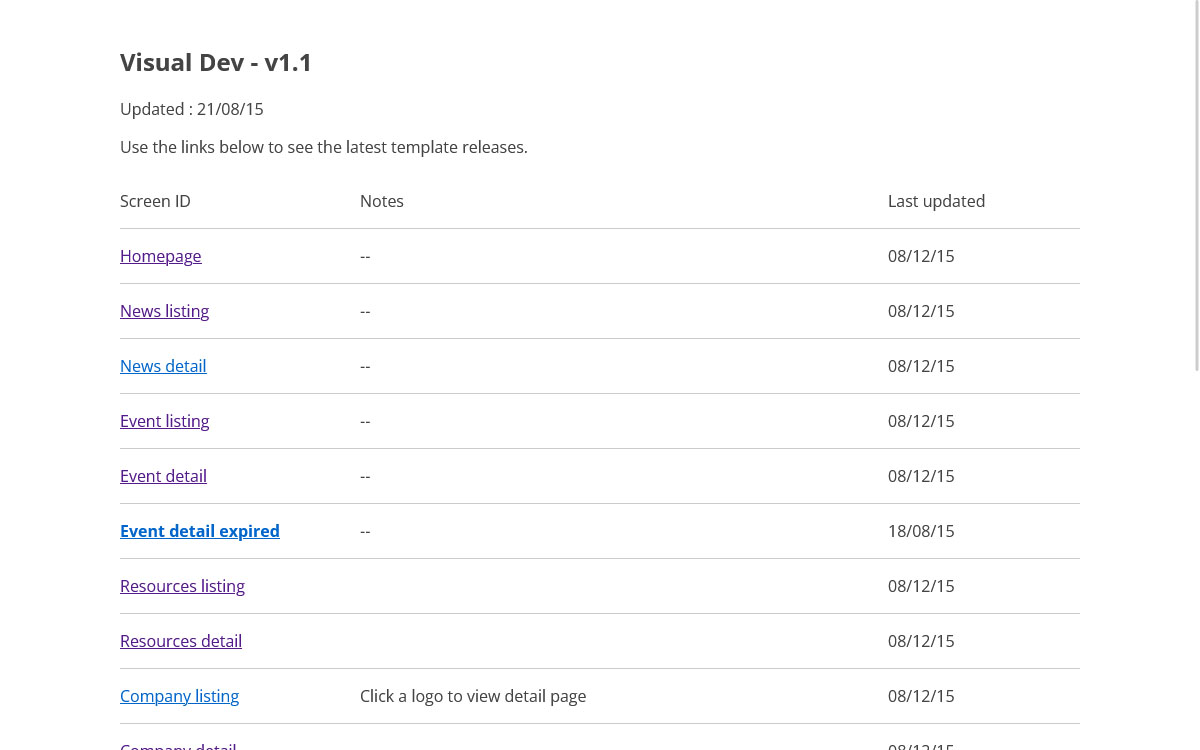 Visual Dev - v1.1
Updated : 21/08/15
Use the links below to see the latest template releases.
Screen ID Notes Last updated
Homepage -- 08/12/15
News listing -- 08/12/15
News detail -- 08/12/15
Event listing -- 08/12/15
Event detail -- 08/12/15
Event detail expired -- 18/08/15
Resources listing 08/12/15
Resources detail 08/12/15
Company listing Click a logo to view detail page 08/12/15
Company detail 08/12/15